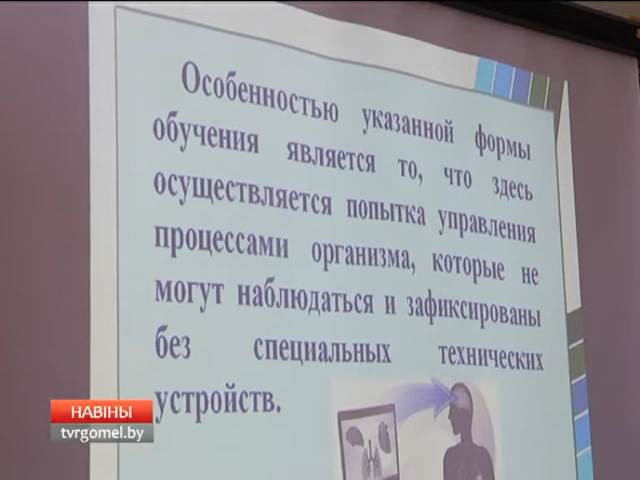 Особенностью указанной формы
обучения является то, что здесь
осуществляется попытка управления
процессами организма, которые не
могут наблюдаться и зафиксированы
без специальных технических
устройств.
НАВІНЫ
tvrgomel.by